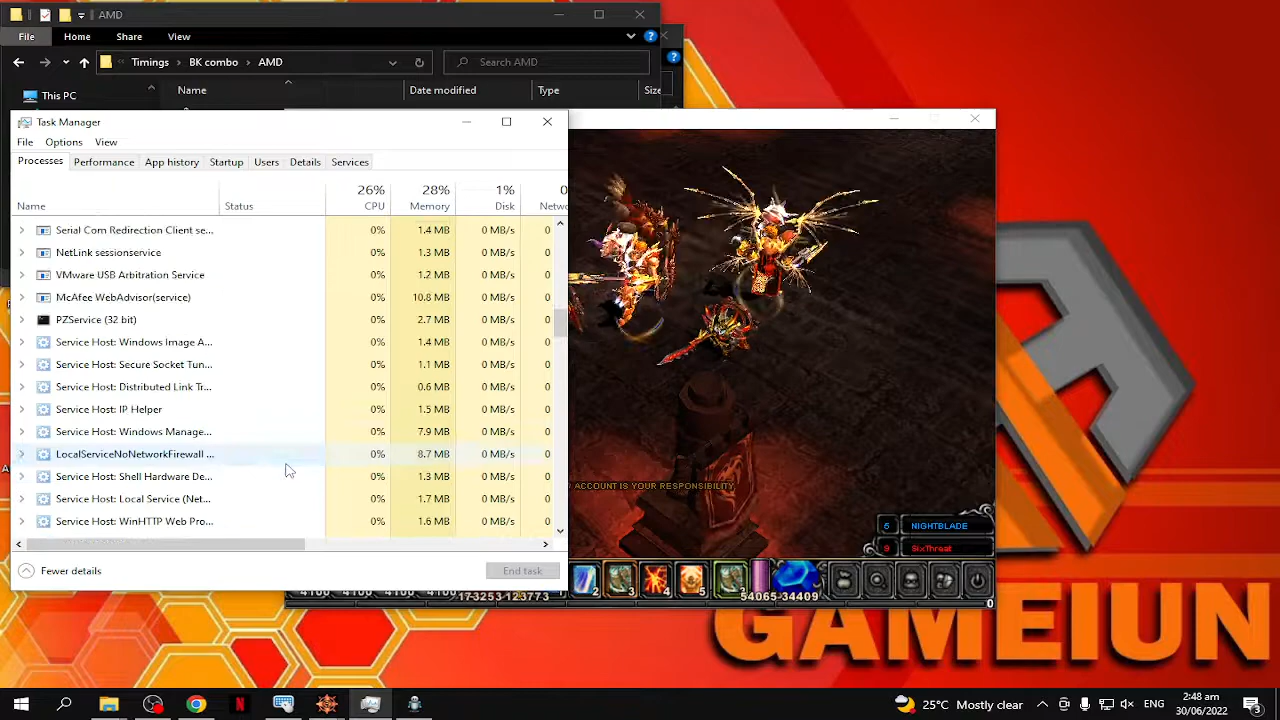 AMD
File Home Share View
Timings BK combo AMD
Search AMD
This PC
Name Date modified Type Size
Task Manager
File Options View
Processes Performance App history Startup Users Details Services
26% 28% 1% 0
Name Status CPU Memory Disk Netwo
Serial Com Redirection Client se... 0% 1.4 MB 0 MB/s 0
NetLink sessionservice 0% 1.3 MB 0 MB/s 0
VMware USB Arbitration Service 0% 1.2 MB 0 MB/s 0
McAfee WebAdvisor(service) 0% 10.8 MB 0 MB/s 0
PZService (32 bit) 0% 2.7 MB 0 MB/s 0
Service Host: Windows Image A... 0% 1.4 MB 0 MB/s 0
Service Host: Secure Socket Tun... 0% 1.1 MB 0 MB/s 0
Service Host: Distributed Link Tr... 0% 0.6 MB 0 MB/s 0
Service Host: IP Helper 0% 1.5 MB 0 MB/s 0
Service Host: Windows Manage... 0% 7.9 MB 0 MB/s 0
LocalServiceNoNetworkFirewall ... 0% 8.7 MB 0 MB/s 0
Service Host: Shell Hardware De... 0% 1.3 MB 0 MB/s 0
Service Host: Local Service (Net... 0% 1.7 MB 0 MB/s 0
Service Host: WinHTTP Web Pro... 0% 1.6 MB 0 MB/s 0
Fewer details
End task
ACCOUNT IS YOUR RESPONSIBILITY.
5 NIGHTBLADE
9 SixThreat
2 3 4 5
54065 34409
0
GAMEIUN
25°C Mostly clear
ENG
2:48 am
30/06/2022
3